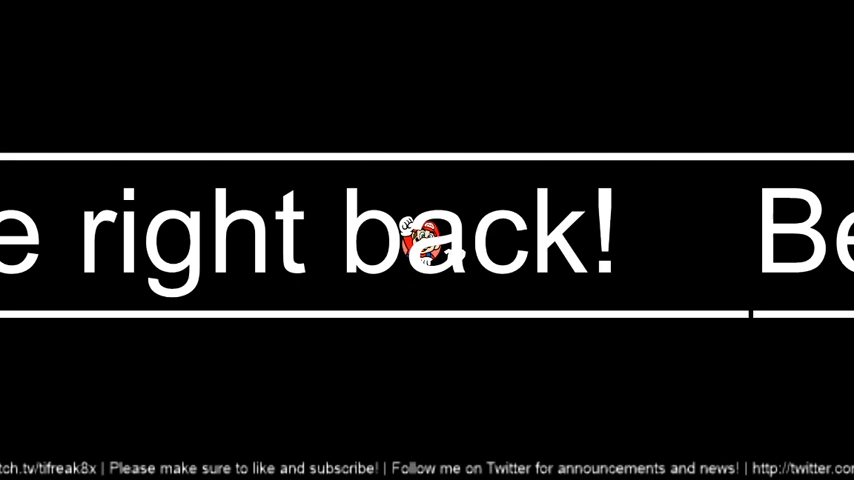 e right back! Be
tch.tv/tifreak8x | Please make sure to like and subscribe! | Follow me on Twitter for announcements and news! | http://twitter.co